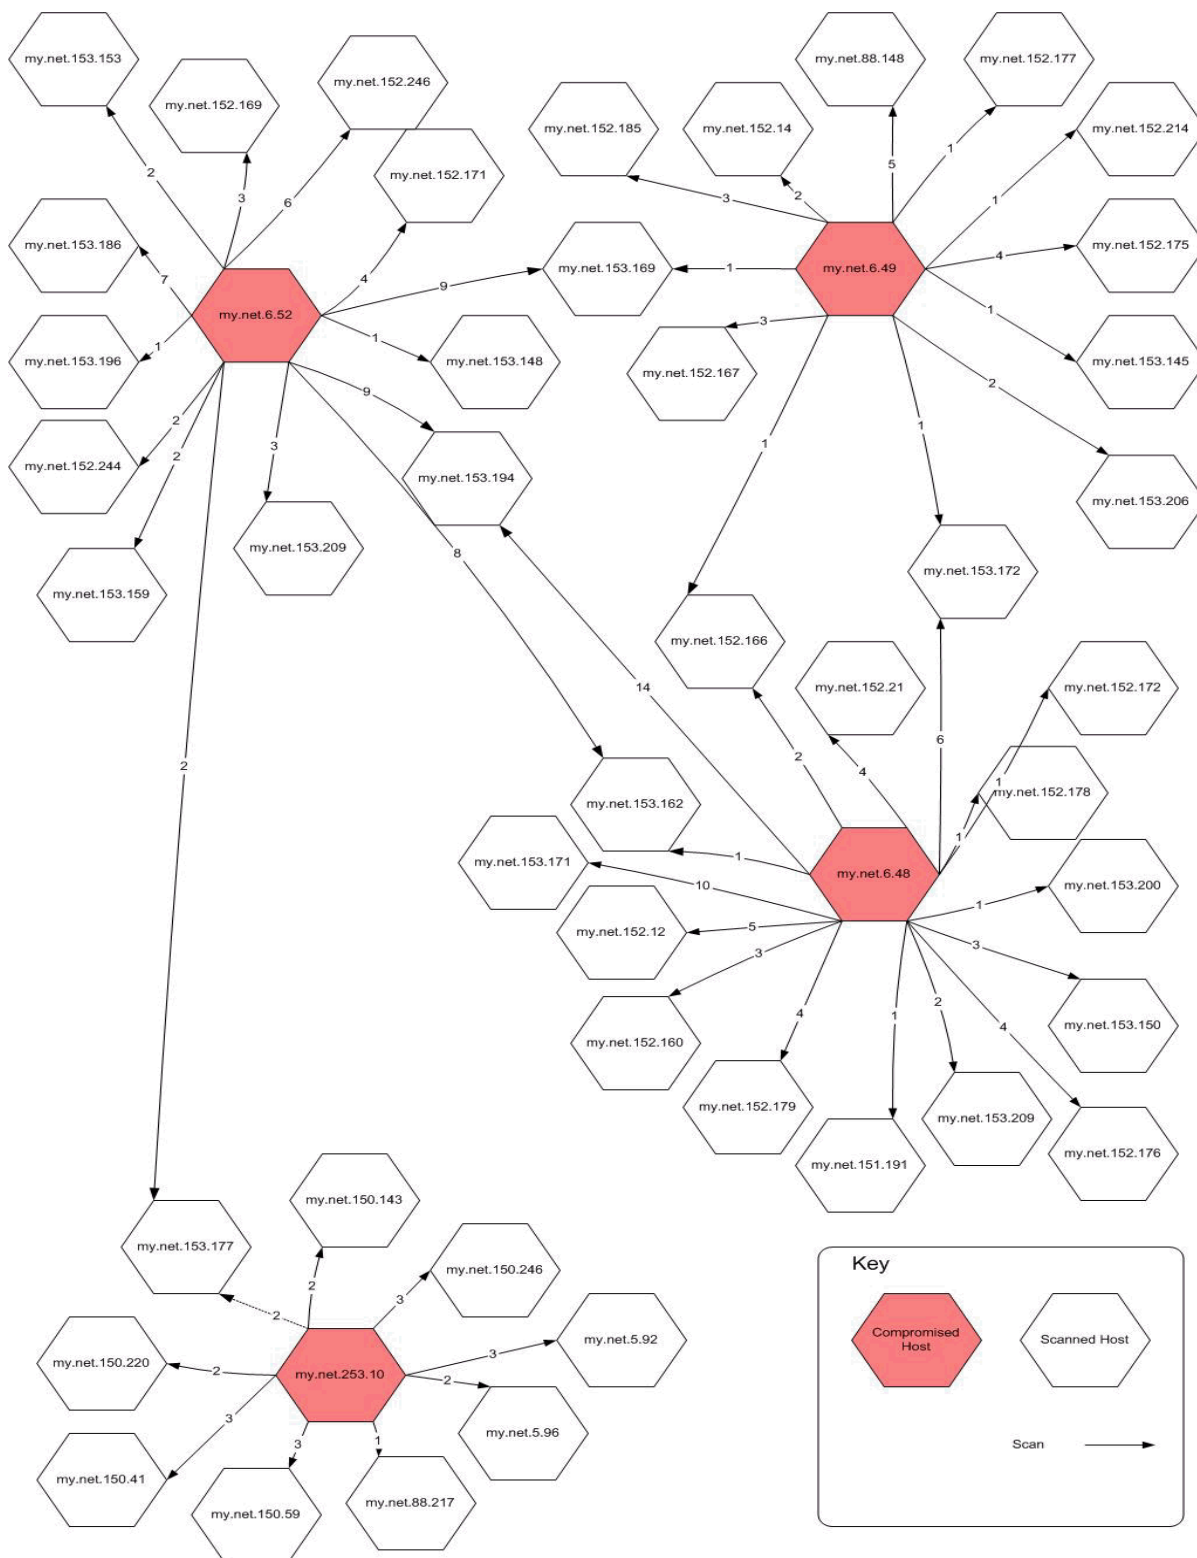 my.net.153.153
my.net.152.169
my.net.152.246
my.net.152.171
my.net.88.148
my.net.152.177
my.net.152.185
my.net.152.14
my.net.152.214
2
3
6
5
1
3
2
1
my.net.153.186
my.net.153.169
my.net.6.49
my.net.152.175
7
4
9
1
4
my.net.6.52
3
1
my.net.153.196
1
1
my.net.153.148
my.net.152.167
my.net.153.145
9
2
2
2
3
1
1
my.net.152.244
my.net.153.194
my.net.153.206
my.net.153.159
my.net.153.209
8
my.net.153.172
my.net.152.166
14
my.net.152.21
my.net.152.172
2
2
4
6
1
my.net.152.178
my.net.153.162
1
1
my.net.153.171
my.net.6.48
10
my.net.153.200
1
my.net.152.12
5
3
3
my.net.152.160
4
1
2
4
my.net.153.150
my.net.152.179
my.net.153.209
my.net.151.191
my.net.152.176
my.net.150.143
my.net.153.177
my.net.150.246
2
3
2
my.net.5.92
3
my.net.150.220
2
my.net.253.10
2
3
my.net.5.96
3
1
my.net.150.41
my.net.150.59
my.net.88.217
Key
Compromised
Host
Scanned Host
Scan